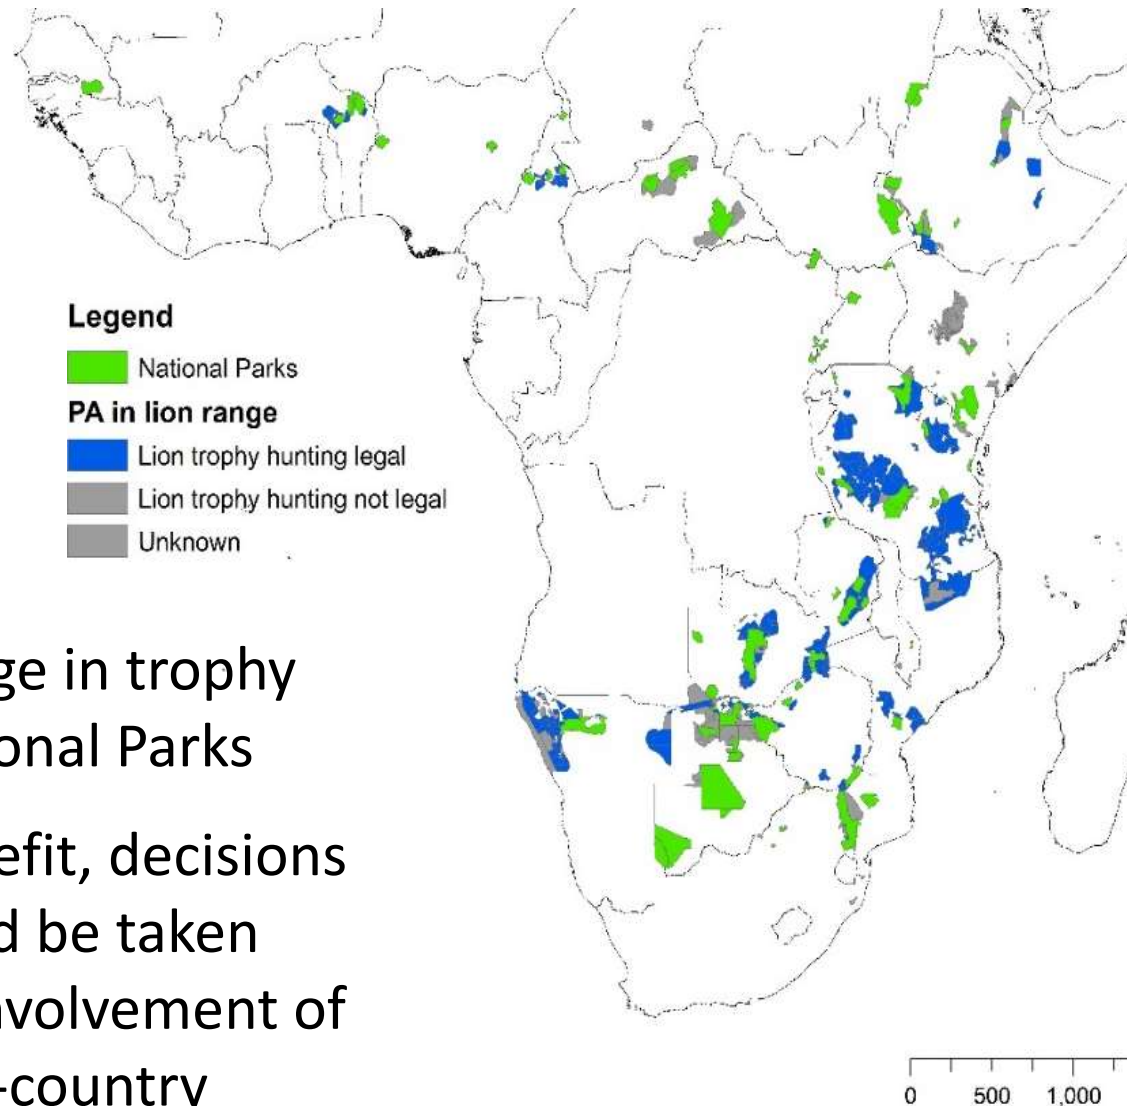 Legend
National Parks
PA in lion range
Lion trophy hunting legal
Lion trophy hunting not legal
Unknown
ge in trophy
onal Parks
efit, decisions
d be taken
nvolvement of
-country
0 500 1,000